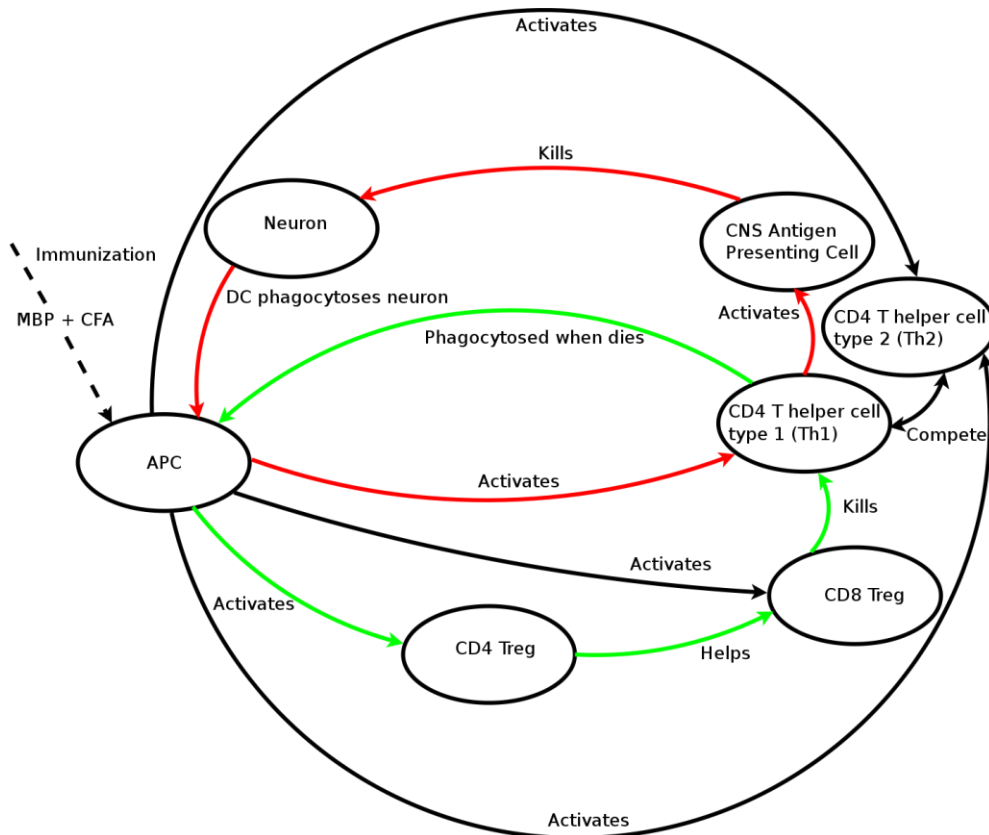 Activates
Kills
Neuron
CNS Antigen
Presenting Cell
Immunization
DC phagocytoses neuron
MBP + CFA
Activates
CD4 T helper cell
type 2 (Th2)
Phagocytosed when dies
CD4 T helper cell
type 1 (Th1)
Compete
APC
Activates
Kills
Activates
CD8 Treg
Activates
CD4 Treg
Helps
Activates